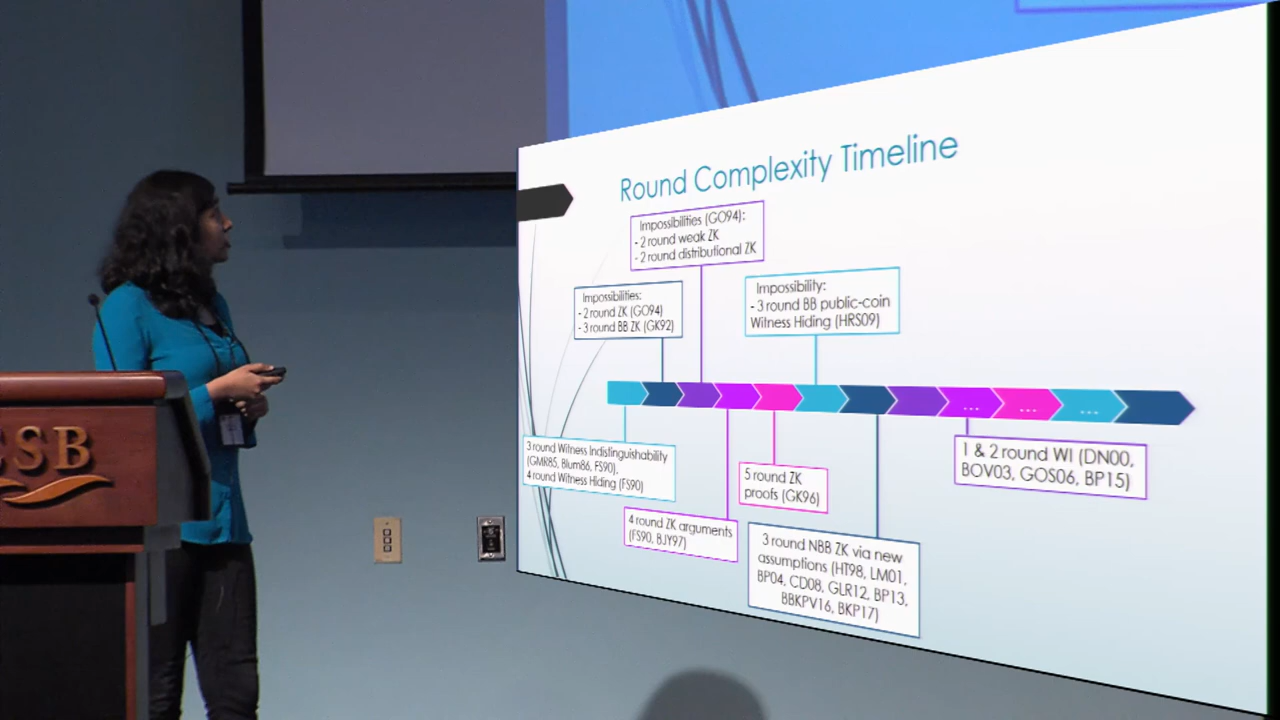 CSB
Round Complexity Timeline
Impossibilities (GO94):
- 2 round weak ZK
- 2 round distributional ZK
Impossibilities:
- 2 round ZK (GO94)
- 3 round BB ZK (GK92)
Impossibility:
- 3 round BB public-coin
Witness Hiding (HRS09)
... ... ...
3 round Witness Indistinguishability
(GMR85, Blum86, FS90),
4 round Witness Hiding (FS90)
4 round ZK arguments
(FS90, BJY97)
5 round ZK
proofs (GK96)
3 round NBB ZK via new
assumptions (HT98, LM01,
BP04, CD08, GLR12, BP13,
BBKPV16, BKP17)
1 & 2 round WI (DN00,
BOV03, GOS06, BP15)